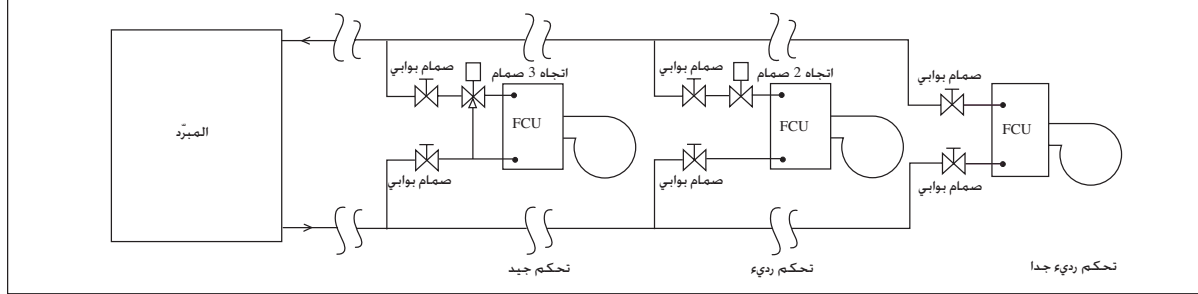 صمام بوابي
اتجاه 3 صمام
صمام بوابي
اتجاه 2 صمام
صمام بوابي
المبرّد
FCU
FCU
FCU
صمام بوابي
صمام بوابي
صمام بوابي
تحكم جيد
تحكم رديء
تحكم رديء جدا